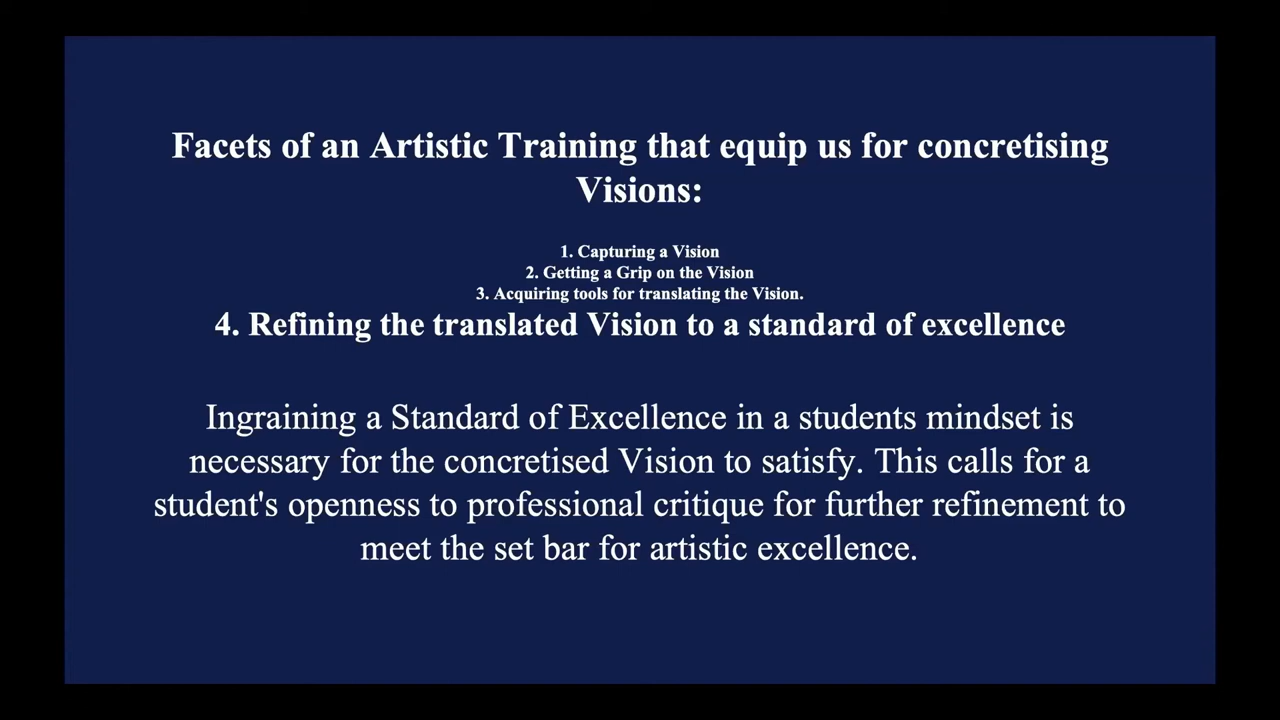 Facets of an Artistic Training that equip us for concretising
Visions:
1. Capturing a Vision
2. Getting a Grip on the Vision
3. Acquiring tools for translating the Vision.
4. Refining the translated Vision to a standard of excellence
Ingraining a Standard of Excellence in a students mindset is
necessary for the concretised Vision to satisfy. This calls for a
student's openness to professional critique for further refinement to
meet the set bar for artistic excellence.